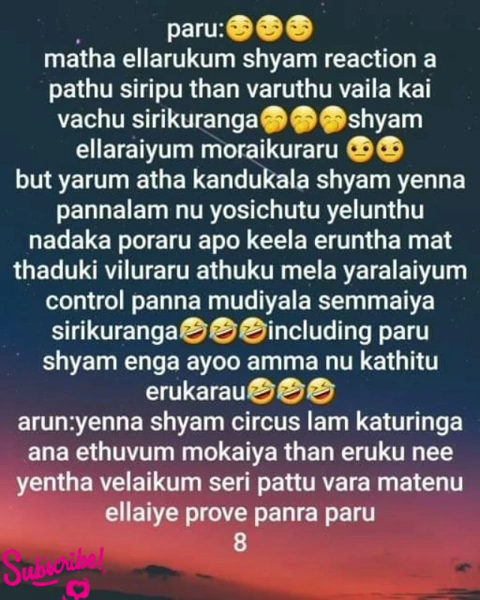 paru:😏😏😏
matha ellarukum shyam reaction a
pathu siripu than varuthu vaila kai
vachu sirikuranga🤭🤭🤭shyam
ellaraiyum moraikuraru 🤨🤨
but yarum atha kandukala shyam yenna
pannalam nu yosichutu yelunthu
nadaka poraru apo keela eruntha mat
thaduki viluraru athuku mela yaralaiyum
control panna mudiyala semmaiya
sirikuranga🤣🤣🤣including paru
shyam enga ayoo amma nu kathitu
erukarau🤣🤣🤣
arun:yenna shyam circus lam katuringa
ana ethuvum mokaiya than eruku nee
yentha velaikum seri pattu vara matenu
ellaiye prove panra paru
8
Subscribe!